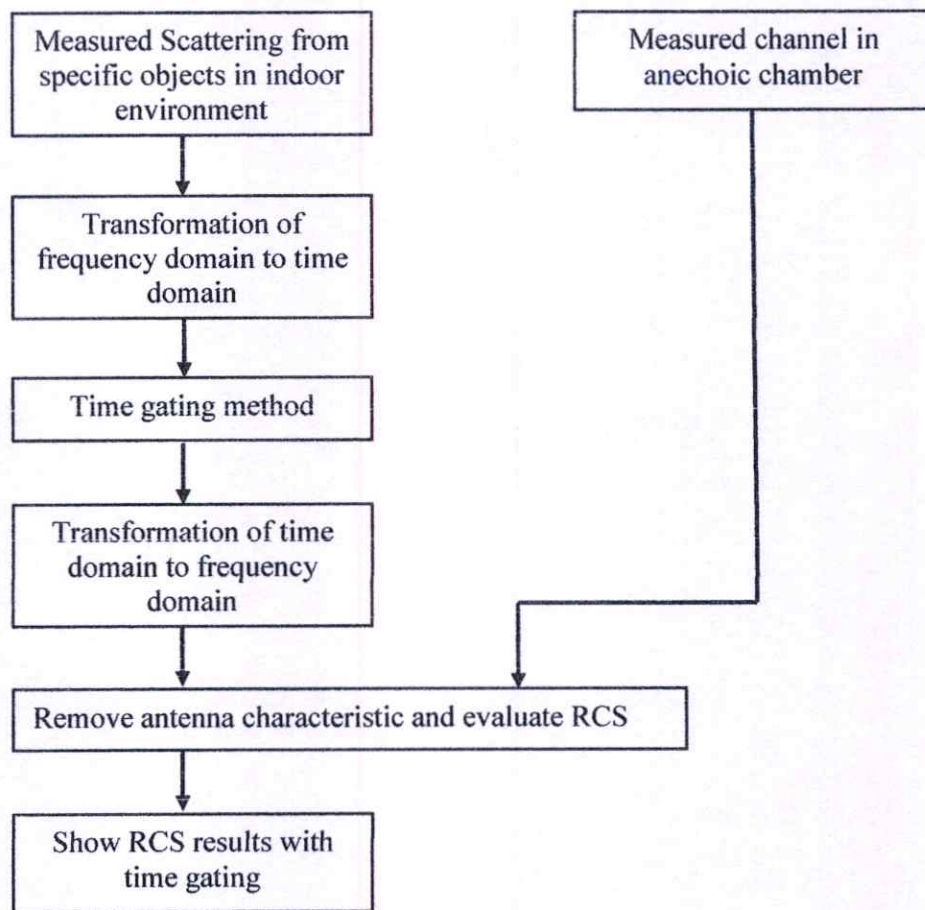 Measured Scattering from
specific objects in indoor
environment
Measured channel in
anechoic chamber
Transformation of
frequency domain to time
domain
Time gating method
Transformation of time
domain to frequency
domain
Remove antenna characteristic and evaluate RCS
Show RCS results with
time gating